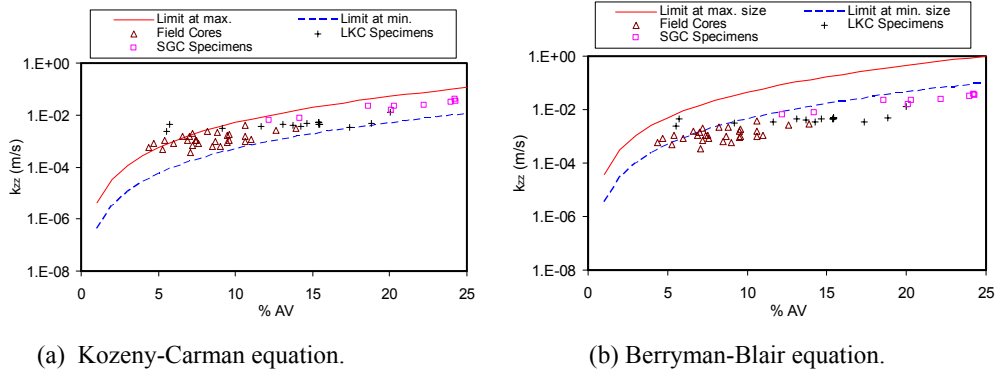 Limit at max.
Limit at min.
Field Cores
LKC Specimens
SGC Specimens
1.E+00
1.E-02
1.E-04
1.E-06
1.E-08
kzz (m/s)
0 5 10 15 20 25
% AV
(a) Kozeny-Carman equation.
Limit at max. size
Limit at min. size
Field Cores
LKC Specimens
SGC Specimens
1.E+00
1.E-02
1.E-04
1.E-06
1.E-08
kzz (m/s)
0 5 10 15 20 25
% AV
(b) Berryman-Blair equation.